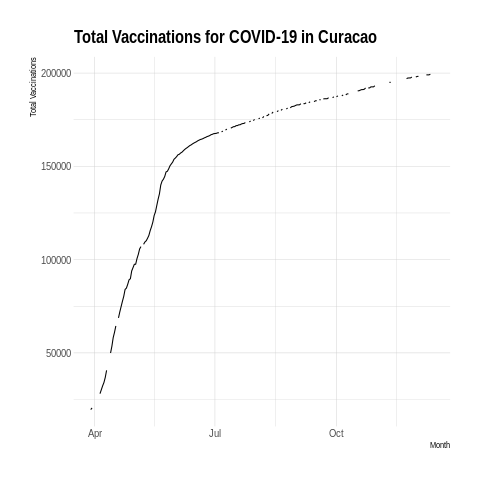 Total Vaccinations for COVID-19 in Curacao
Total Vaccinations
200000
150000
100000
50000
Apr Jul Oct
Month